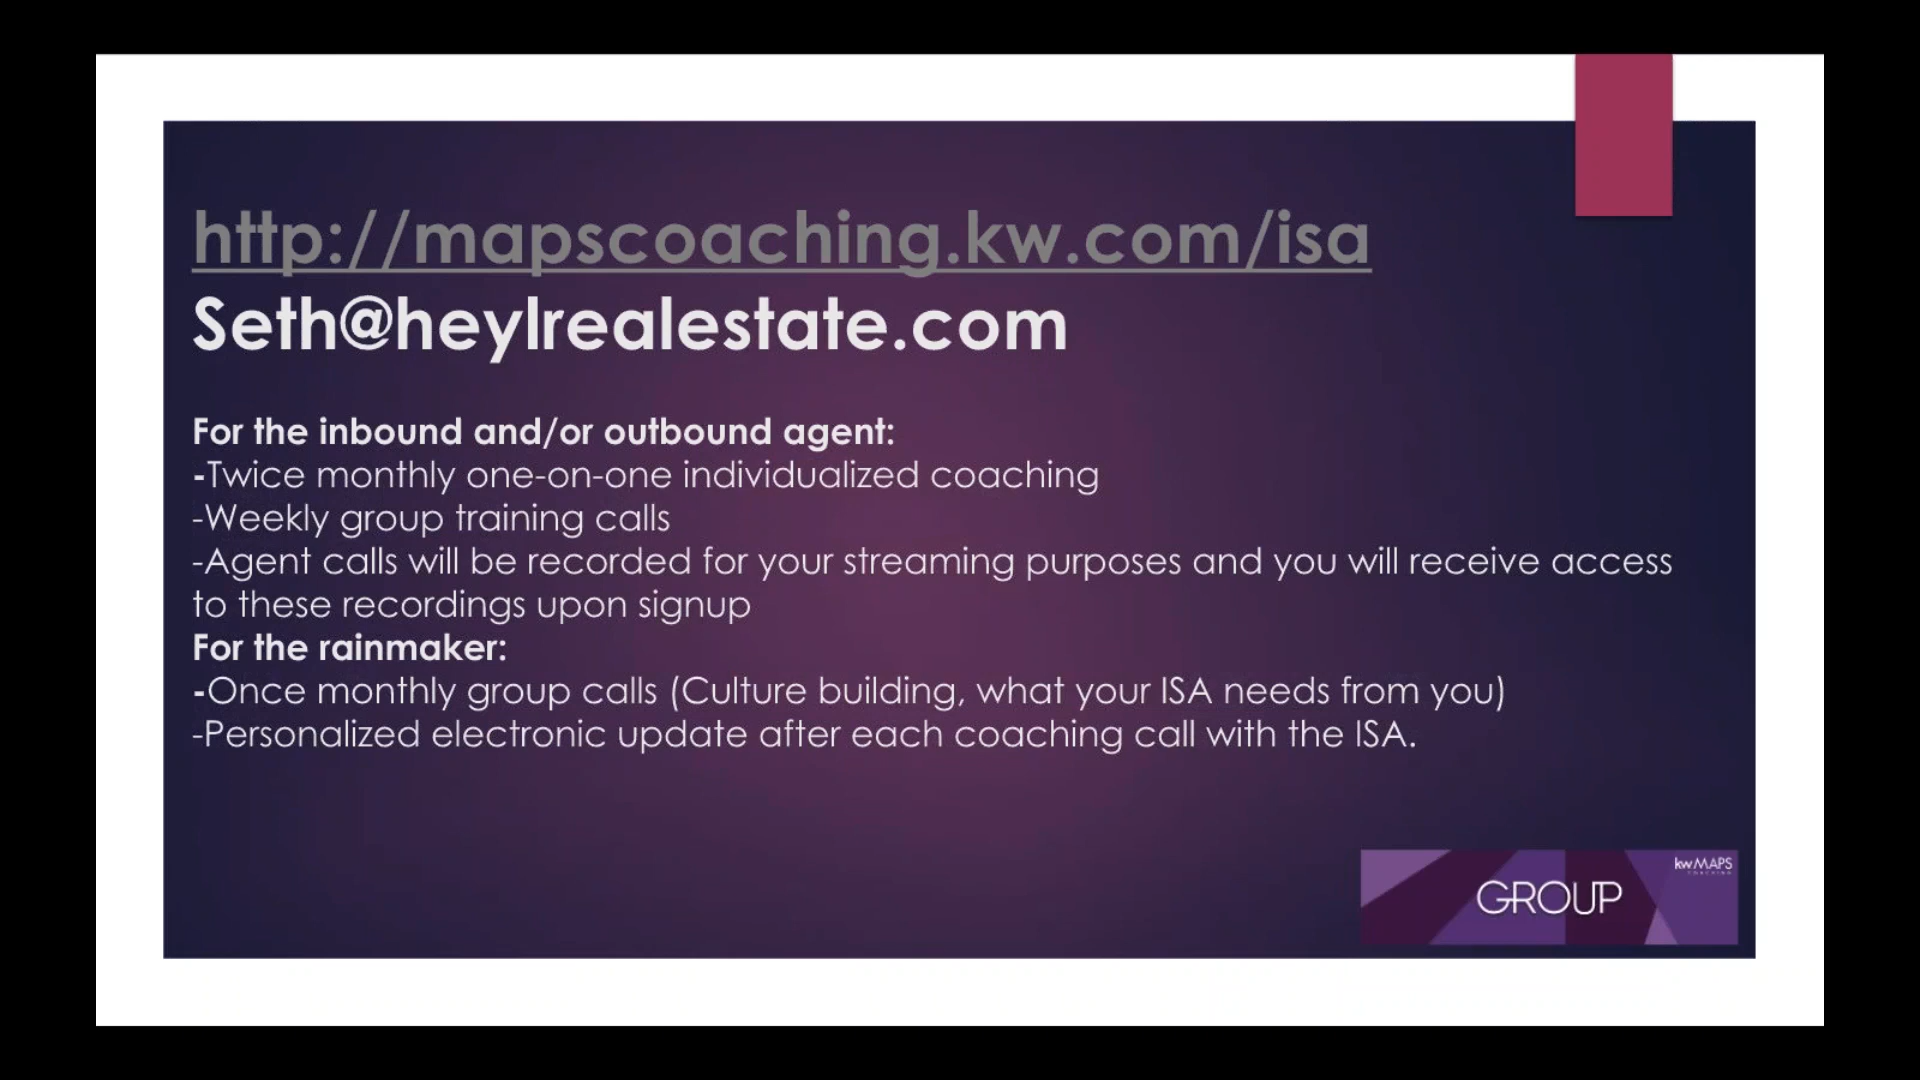 http://mapscoaching.kw.com/isa
Seth@heylrealestate.com
For the inbound and/or outbound agent:
-Twice monthly one-on-one individualized coaching
-Weekly group training calls
-Agent calls will be recorded for your streaming purposes and you will receive access
to these recordings upon signup
For the rainmaker:
-Once monthly group calls (Culture building, what your ISA needs from you)
-Personalized electronic update after each coaching call with the ISA.
kw MAPS
COACHING
GROUP